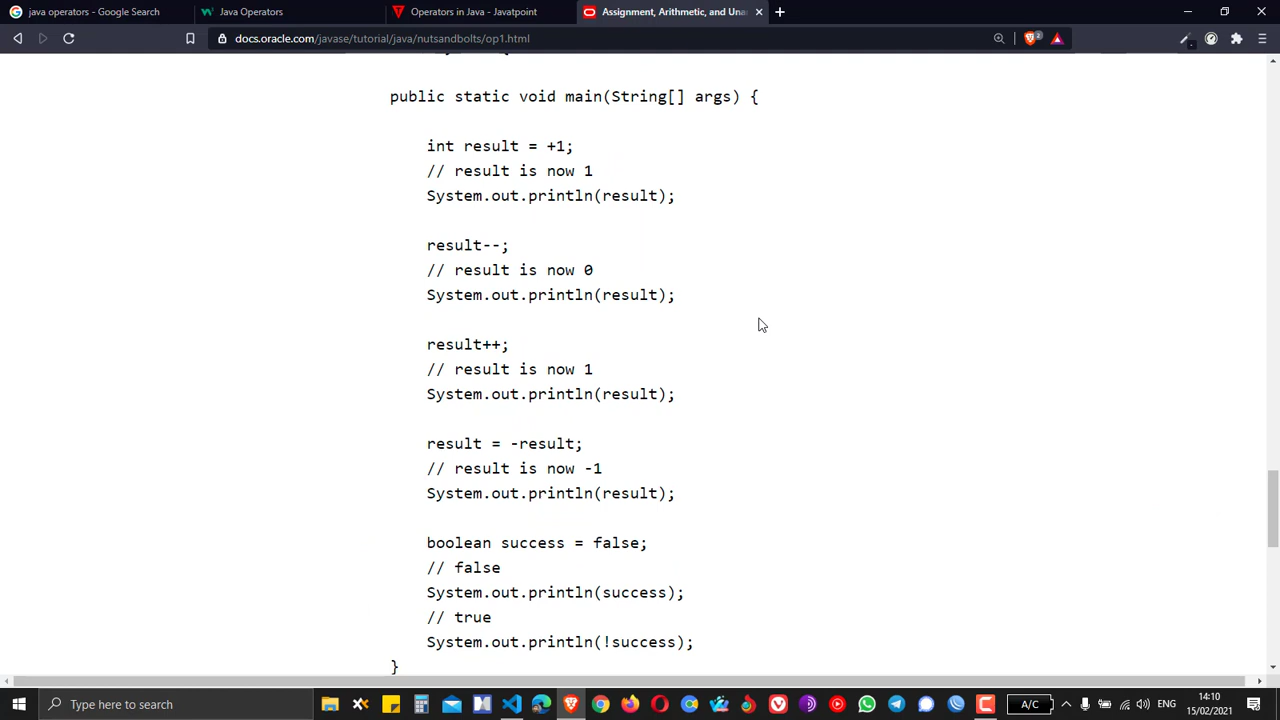 java operators - Google Search
Java Operators
Operators in Java - Javatpoint
Assignment, Arithmetic, and Una
docs.oracle.com/javase/tutorial/java/nutsandbolts/op1.html
2
public static void main(String[] args) {
int result = +1;
// result is now 1
System.out.println(result);
result--;
// result is now 0
System.out.println(result);
result++;
// result is now 1
System.out.println(result);
result = -result;
// result is now -1
System.out.println(result);
boolean success = false;
// false
System.out.println(success);
// true
System.out.println(!success);
}
Type here to search
A/C
ENG
14:10
15/02/2021